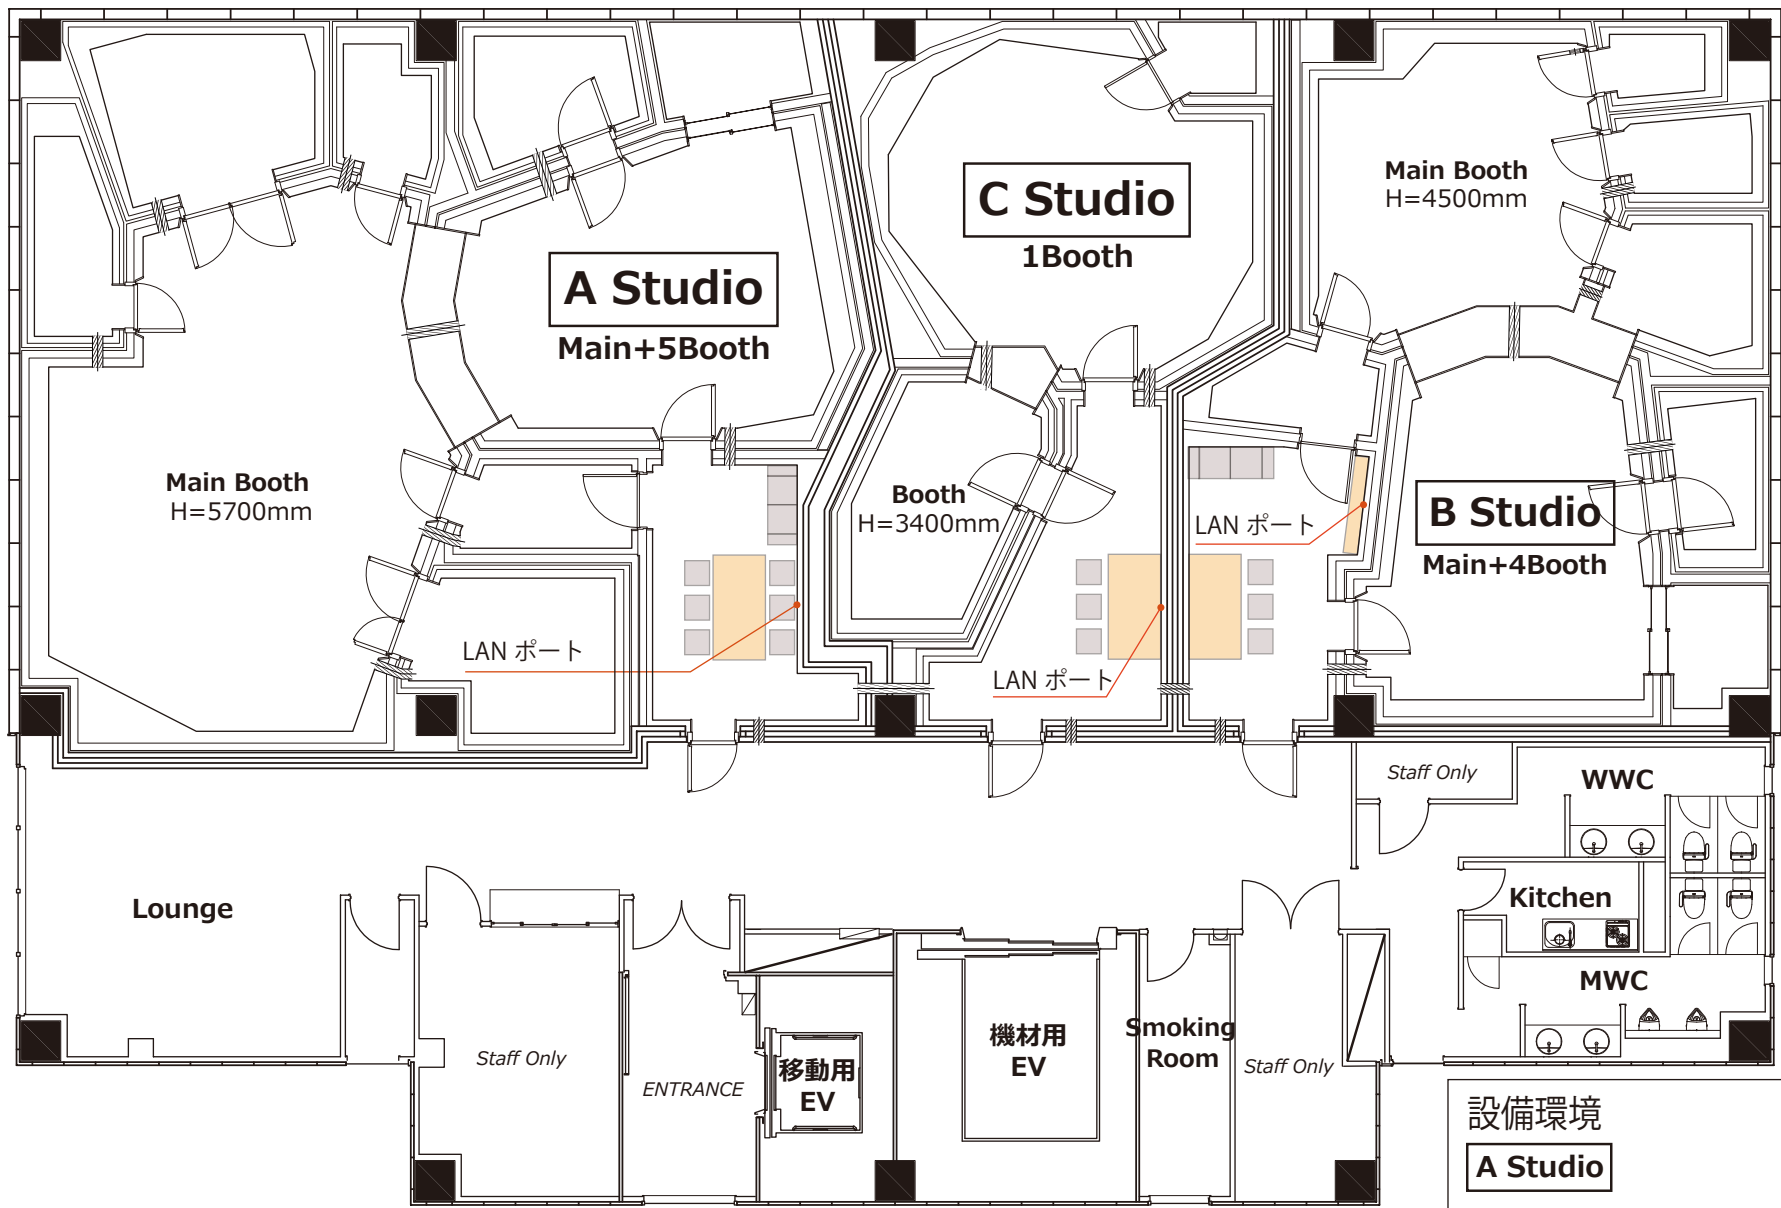 C Studio
1Booth
Main Booth
H=4500mm
A Studio
Main+5Booth
Main Booth
H=5700mm
Booth
H=3400mm
LAN ポート
B Studio
Main+4Booth
LAN ポート
LAN ポート
Staff Only
WWC
Lounge
Kitchen
MWC
Staff Only
ENTRANCE
移動用
EV
機材用
EV
Smoking
Room
Staff Only
設備環境
A Studio